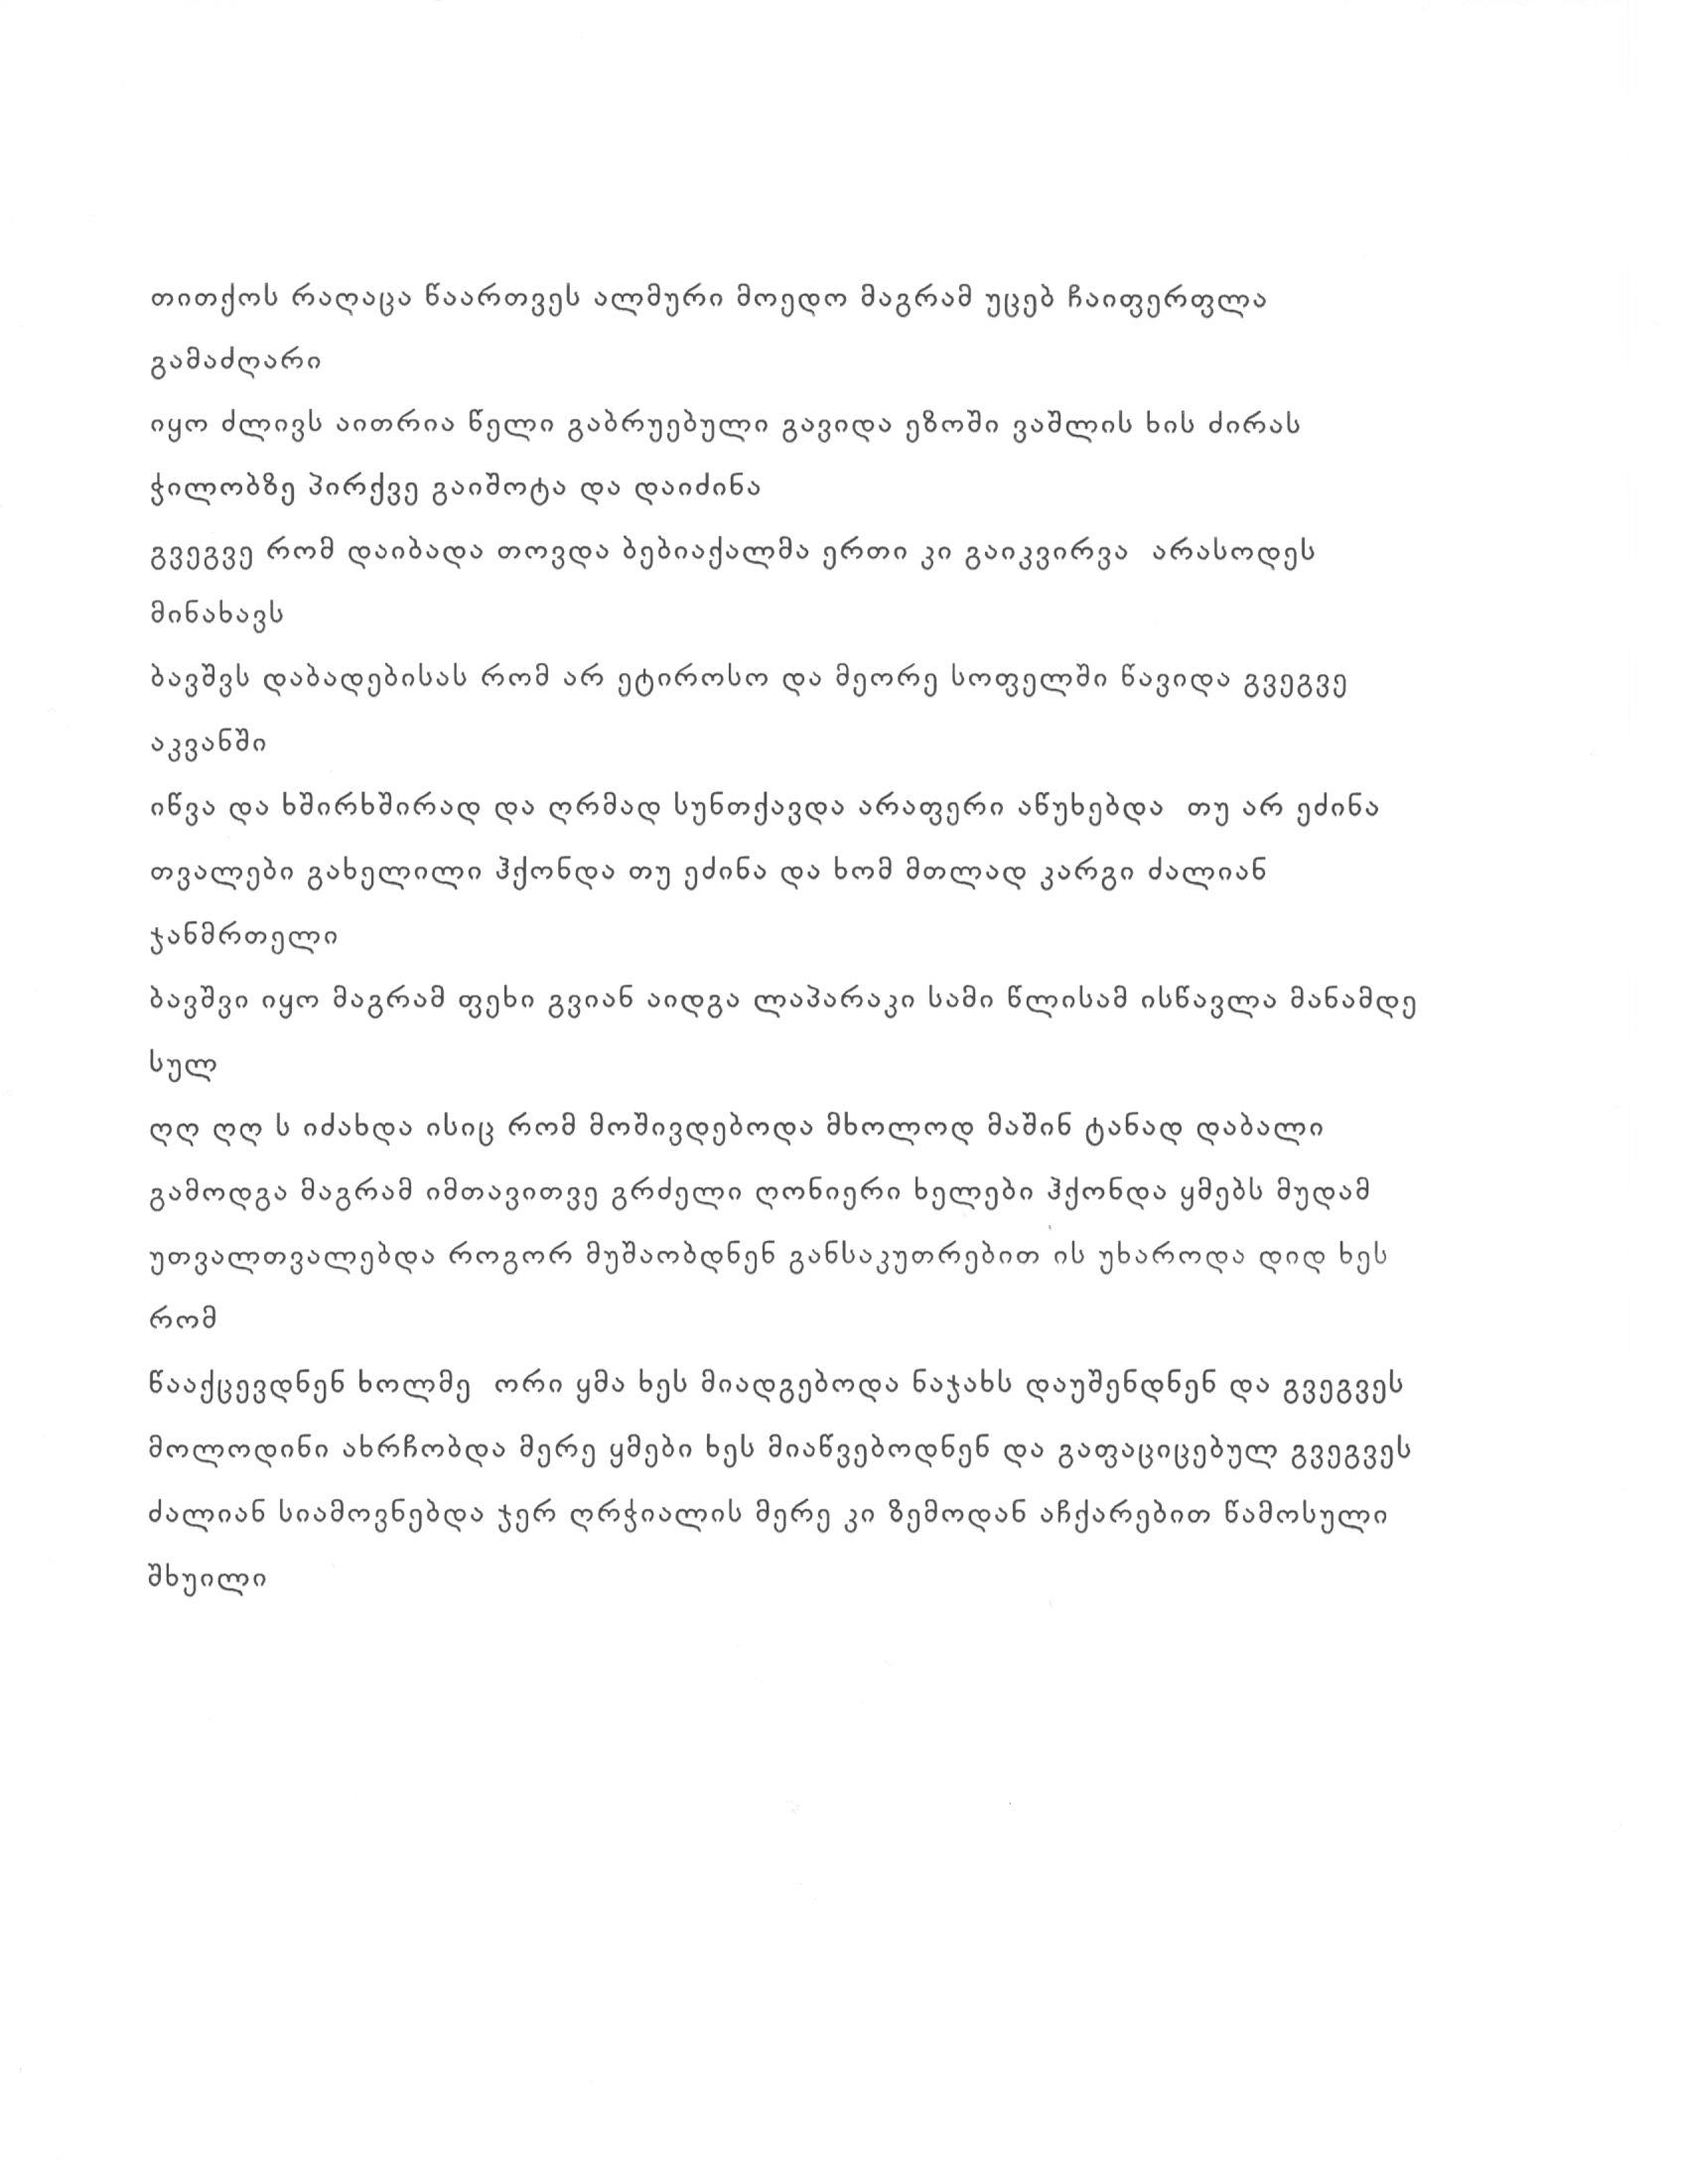 თითქოს რაღაცა წაართვეს ალმური მოედო მაგრამ უცებ ჩაიფერფლა
გამაძღარი
იყო ძლივს აითრია წელი გაბრუებული გავიდა ეზოში ვაშლის ხის ძირას
ჭილობზე პირქვე გაიშოტა და დაიძინა
გვეგვე რომ დაიბადა თოვდა ბებიაქალმა ერთი კი გაიკვირვა  არასოდეს
მინახავს
ბავშვს დაბადებისას რომ არ ეტიროსო და მეორე სოფელში წავიდა გვეგვე
აკვანში
იწვა და ხშირხშირად და ღრმად სუნთქავდა არაფერი აწუხებდა  თუ არ ეძინა
თვალები გახელილი ჰქონდა თუ ეძინა და ხომ მთლად კარგი ძალიან
ჯანმრთელი
ბავშვი იყო მაგრამ ფეხი გვიან აიდგა ლაპარაკი სამი წლისამ ისწავლა მანამდე
სულ
ღღ ღღ ს იძახდა ისიც რომ მოშივდებოდა მხოლოდ მაშინ ტანად დაბალი
გამოდგა მაგრამ იმთავითვე გრძელი ღონიერი ხელები ჰქონდა ყმებს მუდამ
უთვალთვალებდა როგორ მუშაობდნენ განსაკუთრებით ის უხაროდა დიდ ხეს
რომ
წააქცევდნენ ხოლმე  ორი ყმა ხეს მიადგებოდა ნაჯახს დაუშენდნენ და გვეგვეს
მოლოდინი ახრჩობდა მერე ყმები ხეს მიაწვებოდნენ და გაფაციცებულ გვეგვეს
ძალიან სიამოვნებდა ჯერ ღრჭიალის მერე კი ზემოდან აჩქარებით წამოსული
შხუილი